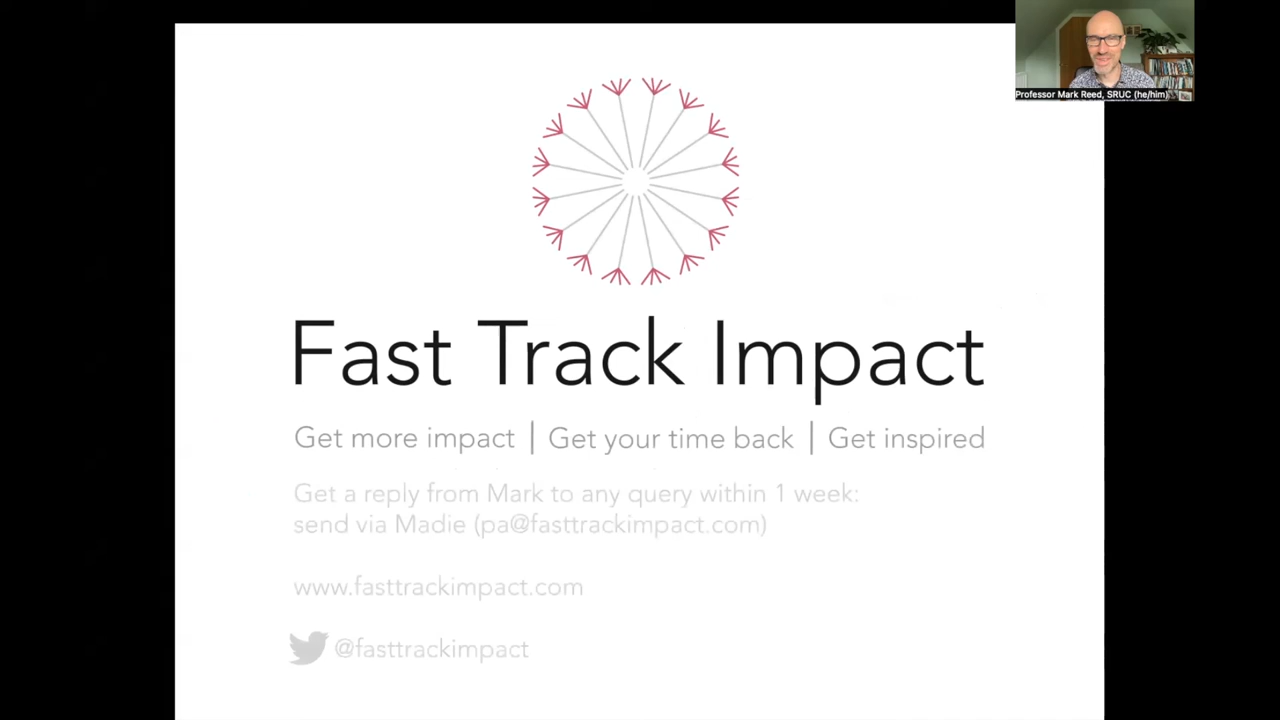 Professor Mark Reed, SRUC (he/him)
Fast Track Impact
Get more impact | Get your time back | Get inspired
Get a reply from Mark to any query within 1 week:
send via Madie (pa@fasttrackimpact.com)
www.fasttrackimpact.com
@fasttrackimpact